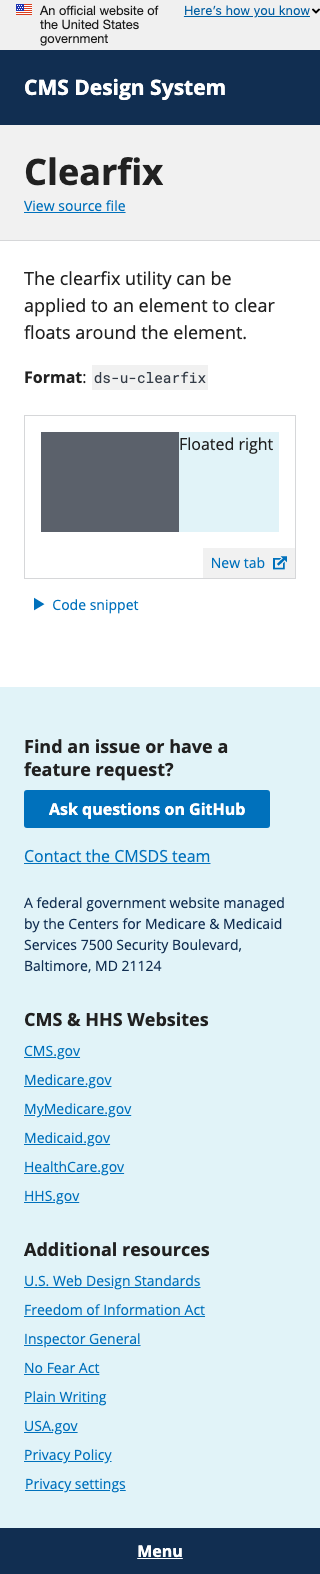 An official website of
the United States
government
Here's how you know
CMS Design System
Clearfix
View source file
The clearfix utility can be
applied to an element to clear
floats around the element.
Format: ds-u-clearfix
Floated right
New tab
Code snippet
Find an issue or have a
feature request?
Ask questions on GitHub
Contact the CMSDS team
A federal government website managed
by the Centers for Medicare & Medicaid
Services 7500 Security Boulevard,
Baltimore, MD 21124
CMS & HHS Websites
CMS.gov
Medicare.gov
MyMedicare.gov
Medicaid.gov
HealthCare.gov
HHS.gov
Additional resources
U.S. Web Design Standards
Freedom of Information Act
Inspector General
No Fear Act
Plain Writing
USA.gov
Privacy Policy
Privacy settings
Menu